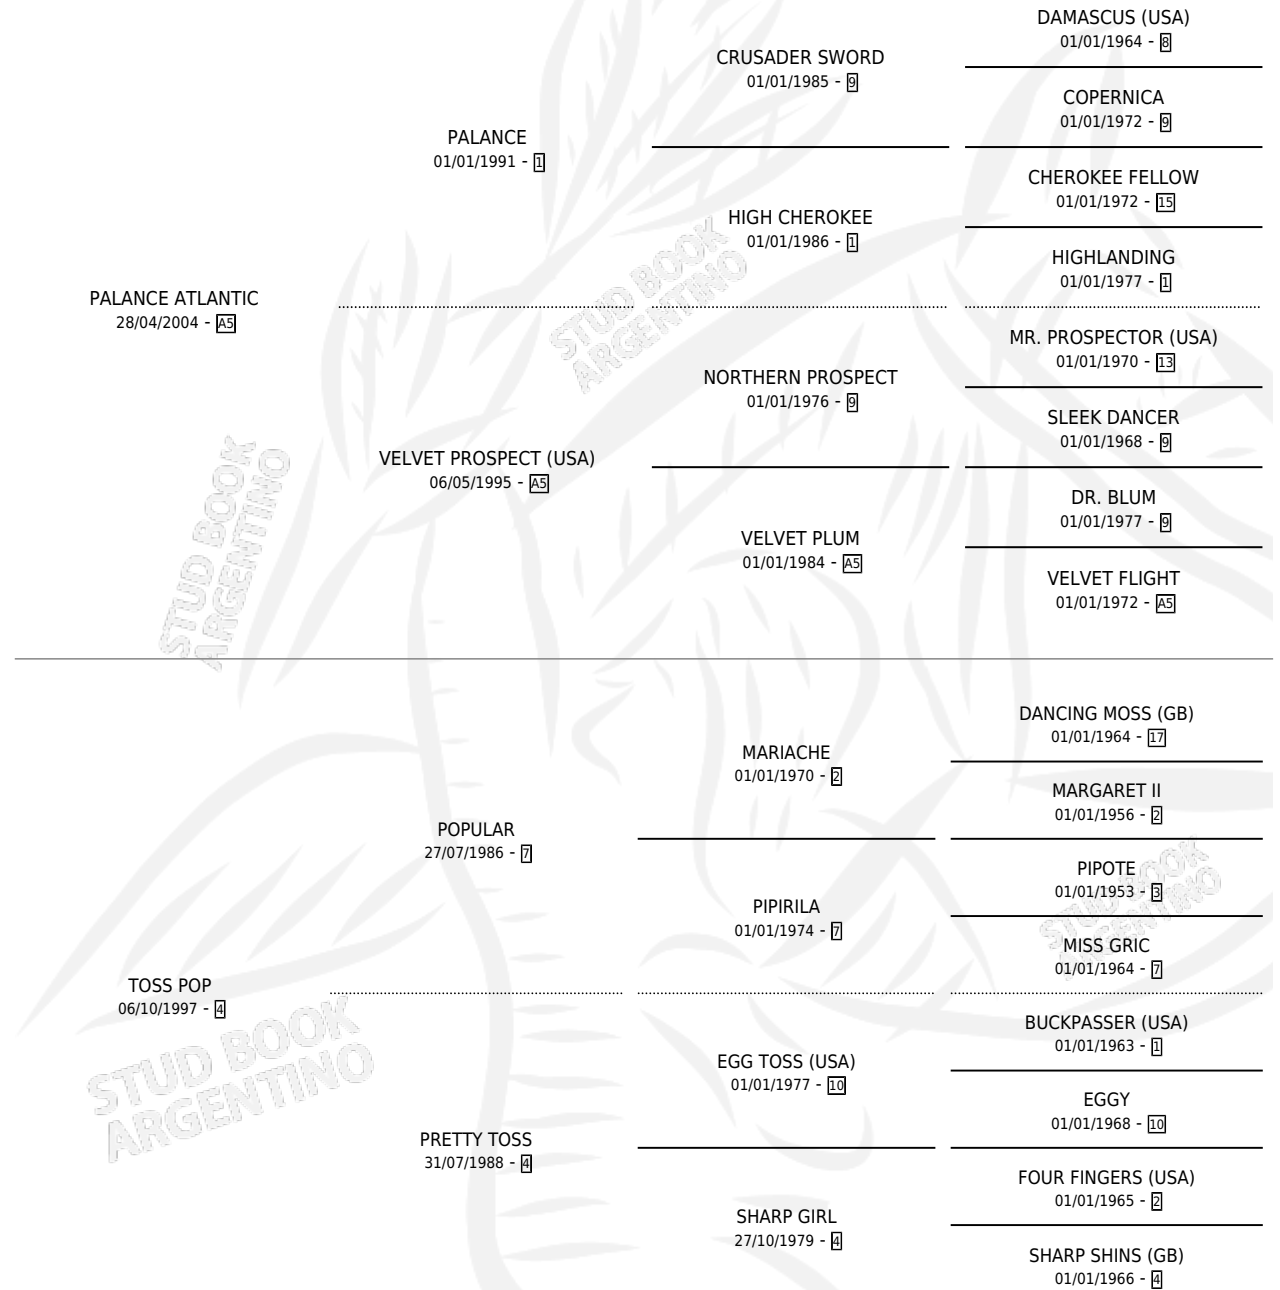 DAMASCUS (USA)
01/01/1964 - 8
CRUSADER SWORD
01/01/1985 - 9
COPERNICA
01/01/1972 - 9
PALANCE
01/01/1991 - 1
CHEROKEE FELLOW
01/01/1972 - 15
HIGH CHEROKEE
01/01/1986 - 1
HIGHLANDING
01/01/1977 - 1
PALANCE ATLANTIC
28/04/2004 - A5
MR. PROSPECTOR (USA)
01/01/1970 - 13
NORTHERN PROSPECT
01/01/1976 - 9
SLEEK DANCER
01/01/1968 - 9
VELVET PROSPECT (USA)
06/05/1995 - A5
DR. BLUM
01/01/1977 - 9
VELVET PLUM
01/01/1984 - A5
VELVET FLIGHT
01/01/1972 - A5
DANCING MOSS (GB)
01/01/1964 - 17
MARIACHE
01/01/1970 - 2
MARGARET II
01/01/1956 - 2
POPULAR
27/07/1986 - 7
PIPOTE
01/01/1953 - 3
PIPIRILA
01/01/1974 - 7
MISS GRIC
01/01/1964 - 7
TOSS POP
06/10/1997 - 4
BUCKPASSER (USA)
01/01/1963 - 1
EGG TOSS (USA)
01/01/1977 - 10
EGGY
01/01/1968 - 10
PRETTY TOSS
31/07/1988 - 4
FOUR FINGERS (USA)
01/01/1965 - 2
SHARP GIRL
27/10/1979 - 4
SHARP SHINS (GB)
01/01/1966 - 4
STUD BOOK
ARGENTINO
STUD BOOK
ARGENTINO
STUD BOOK
ARGENTINO
STUD BOOK
ARGENTINO